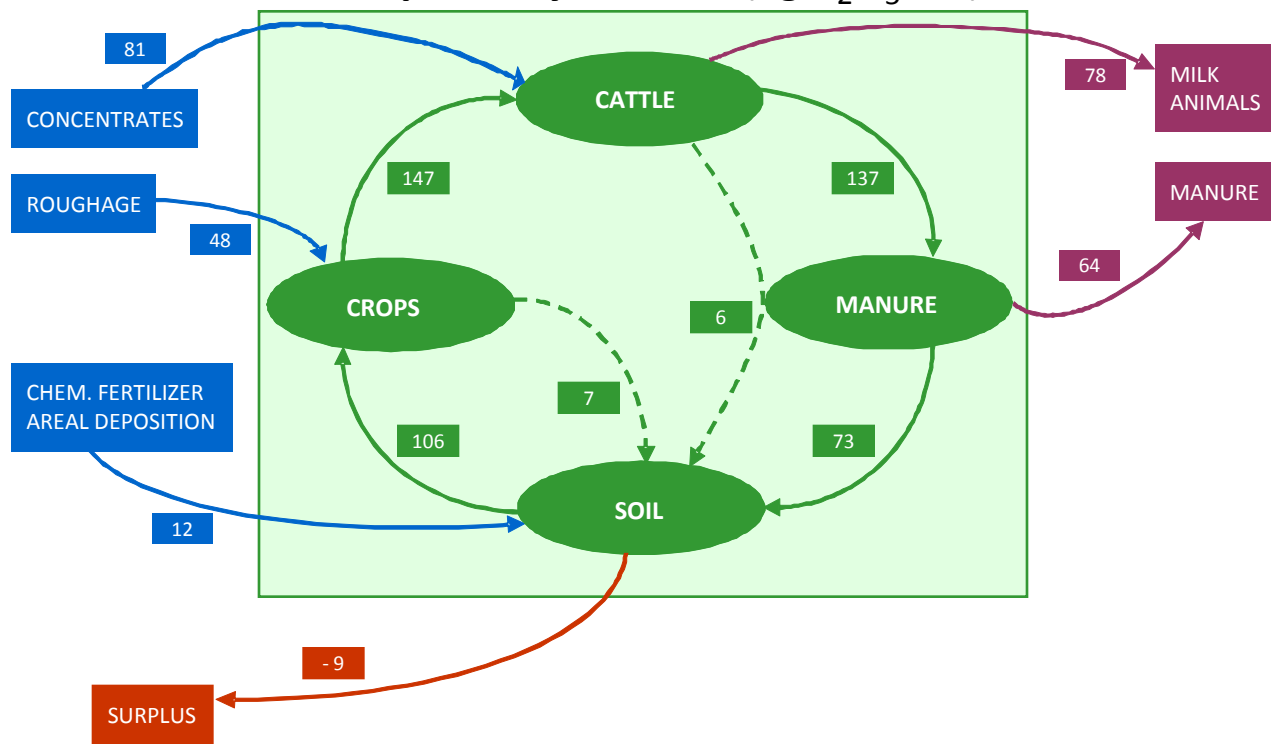 81
CONCENTRATES
CATTLE
78
MILK
ANIMALS
147
137
ROUGHAGE
48
MANURE
64
CROPS
MANURE
6
CHEM. FERTILIZER
AREAL DEPOSITION
7
106
73
SOIL
12
- 9
SURPLUS